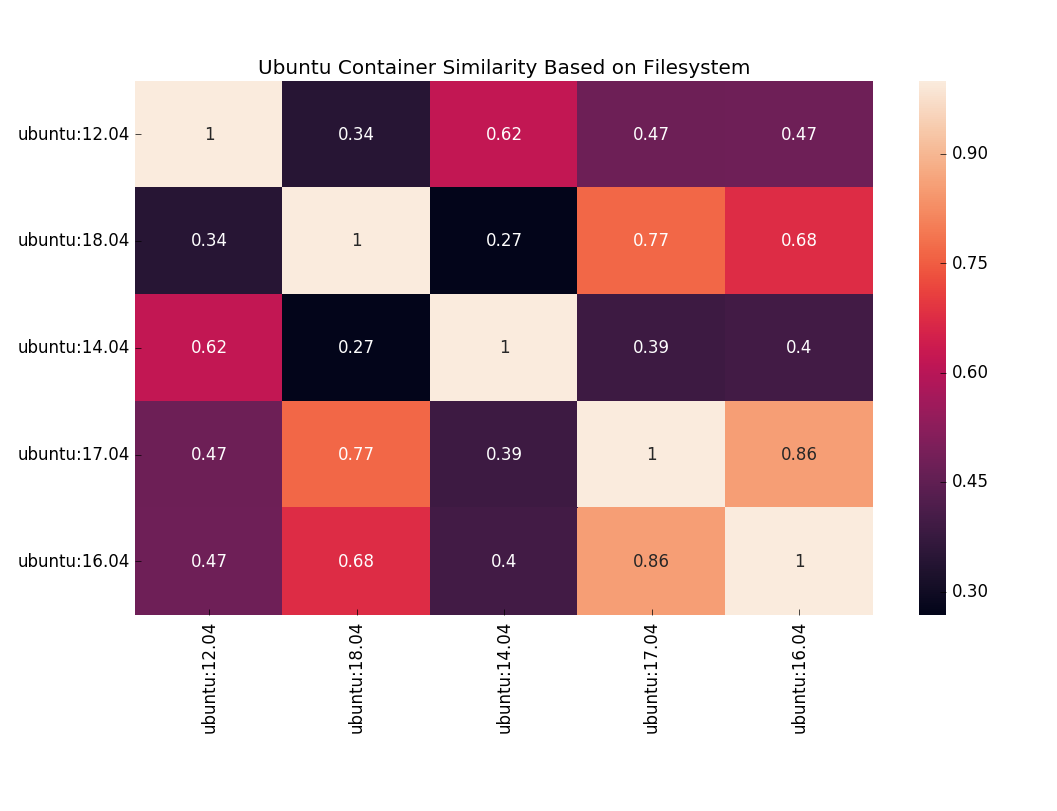 Ubuntu Container Similarity Based on Filesystem
ubuntu:12.04 1 0.34 0.62 0.47 0.47
ubuntu:18.04 0.34 1 0.27 0.77 0.68
ubuntu:14.04 0.62 0.27 1 0.39 0.4
ubuntu:17.04 0.47 0.77 0.39 1 0.86
ubuntu:16.04 0.47 0.68 0.4 0.86 1
ubuntu:12.04
ubuntu:18.04
ubuntu:14.04
ubuntu:17.04
ubuntu:16.04
0.90
0.75
0.60
0.45
0.30